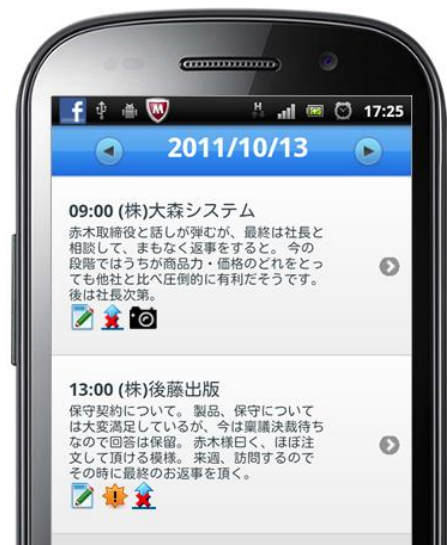 f H 17:25
2011/10/13
09:00 (株)大森システム
赤木取締役と話しが弾むが、最終は社長と
相談して、まもなく返事をすると。 今の
段階ではうちが商品力・価格のどれをとっ
ても他社と比べ圧倒的に有利だそうです。
後は社長次第。
13:00 (株)後藤出版
保守契約について。 製品、保守について
は大変満足しているが、今は稟議決裁待ち
なので回答は保留。 赤木様曰く、ほぼ注
文して頂ける模様。 来週、訪問するので
その時に最終のお返事を頂く。